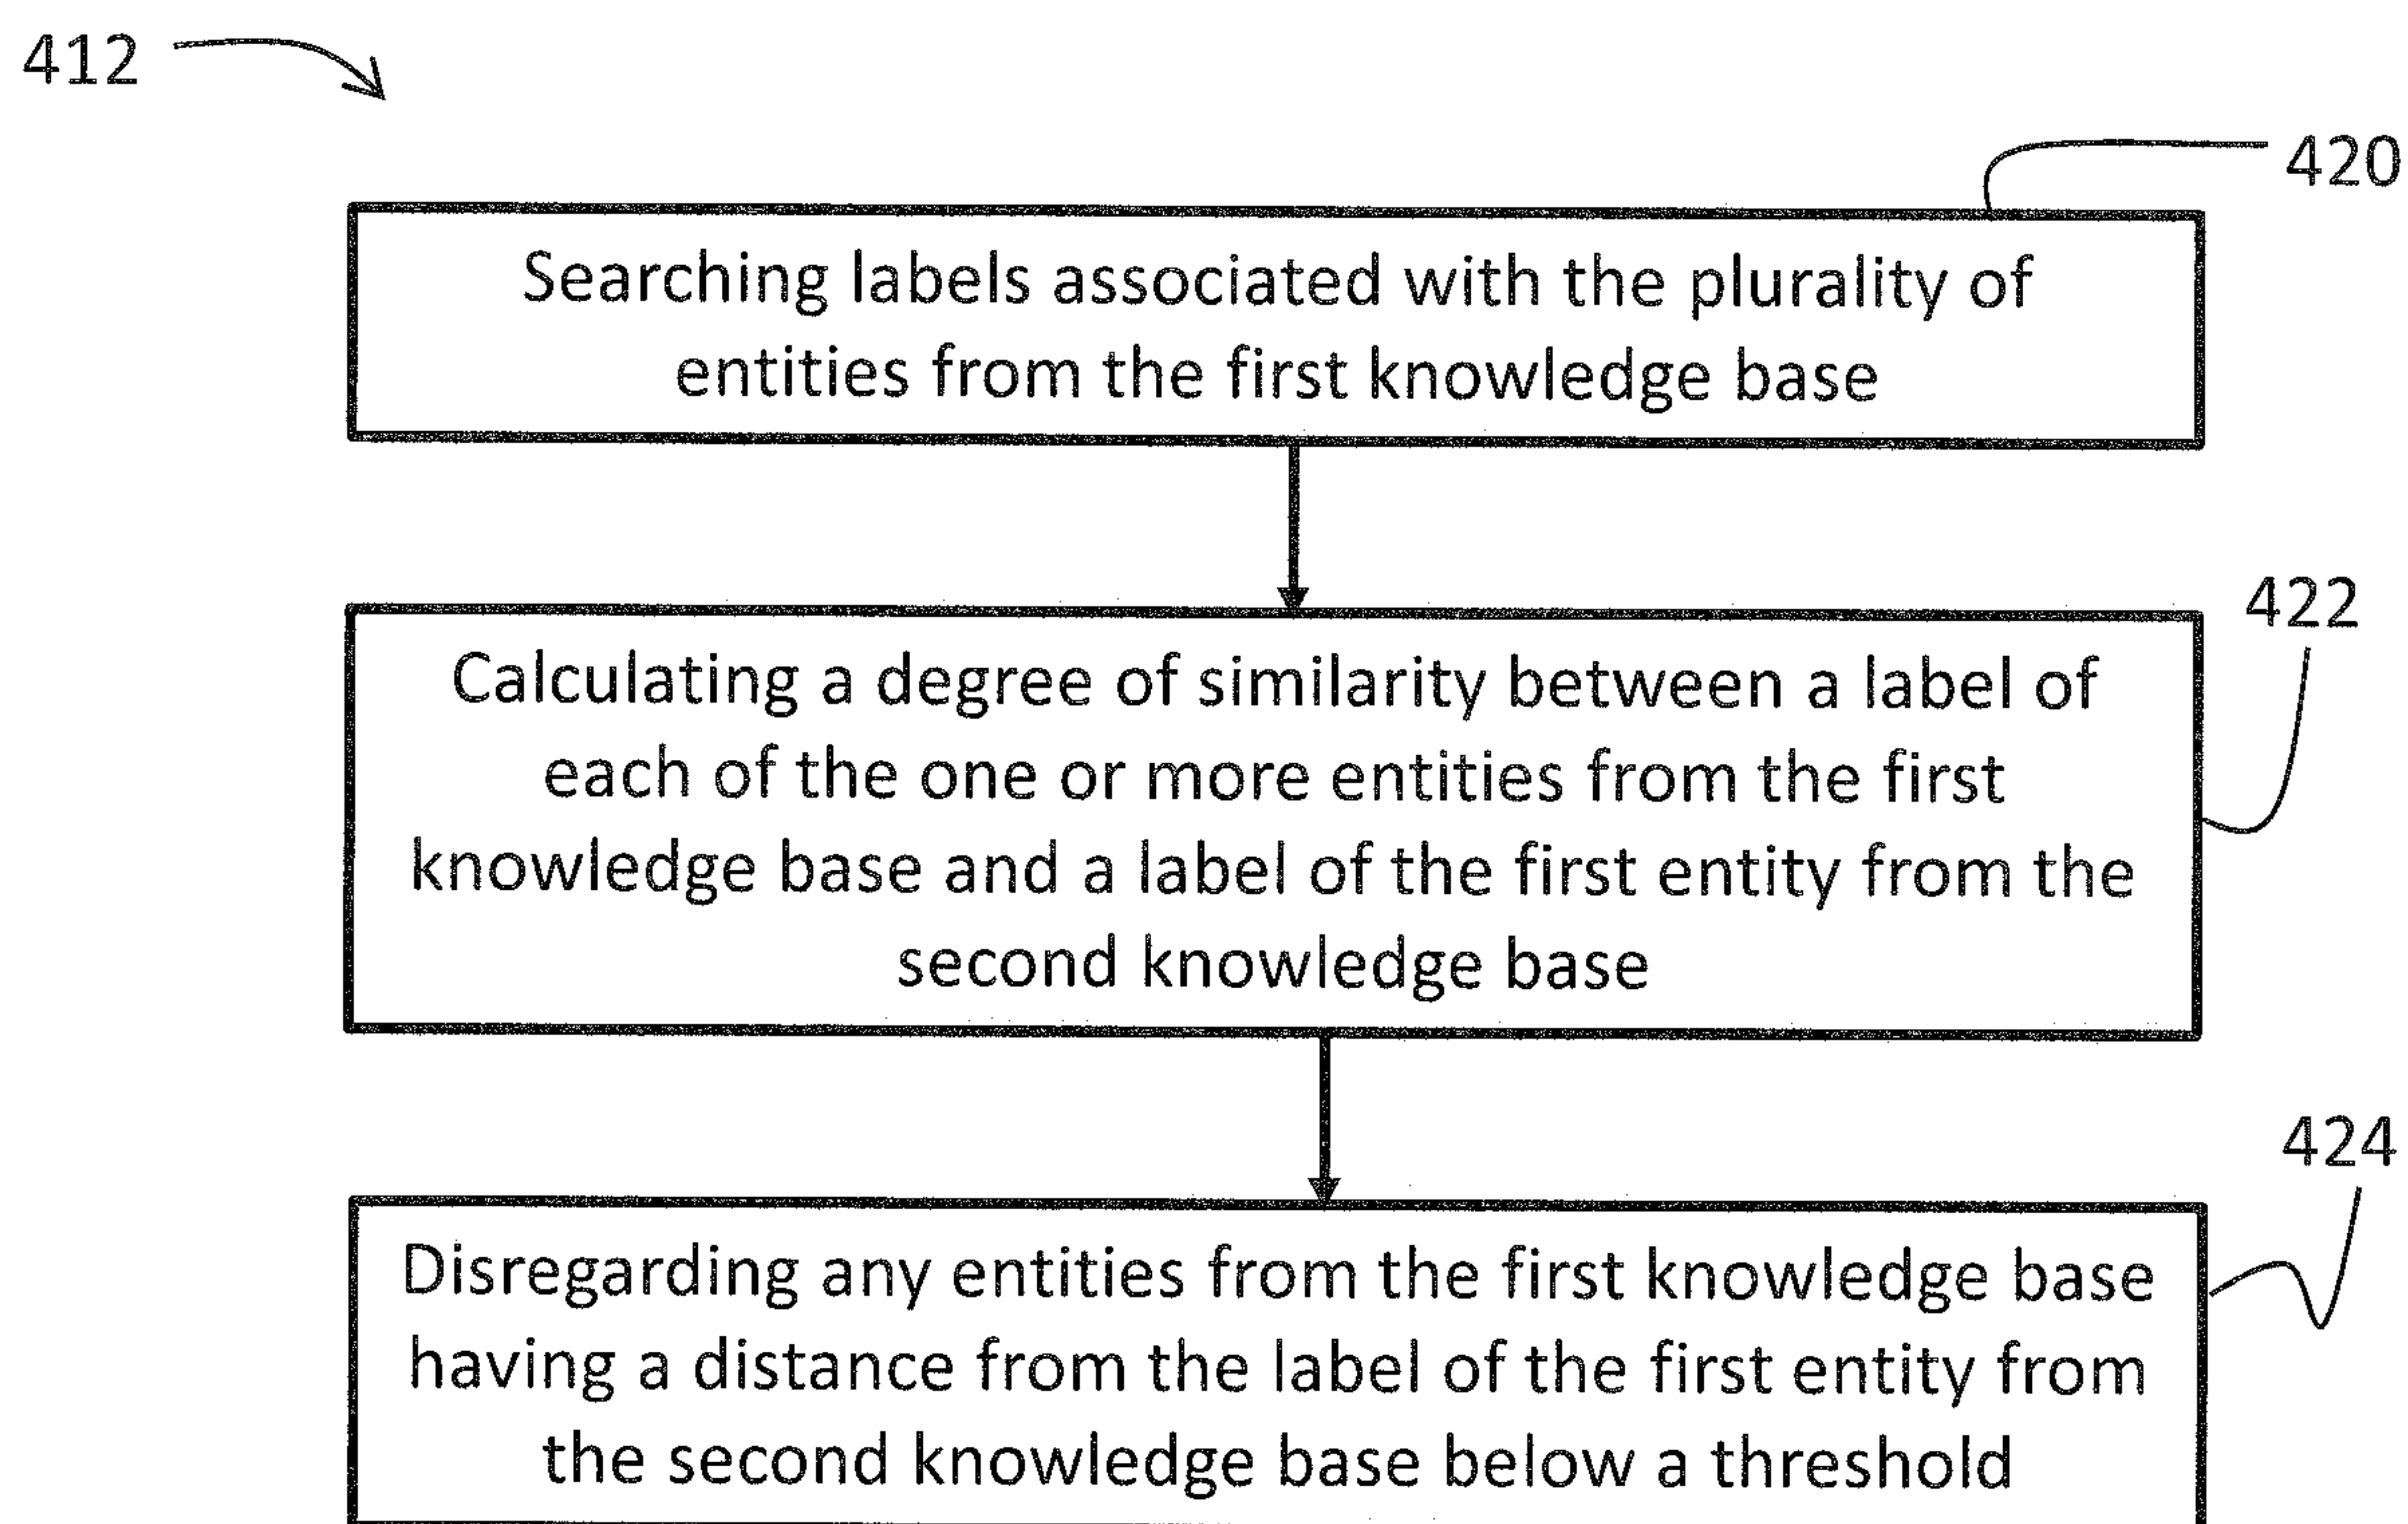 412
420
Searching labels associated with the plurality of
entities from the first knowledge base
422
Calculating a degree of similarity between a label of
each of the one or more entities from the first
knowledge base and a label of the first entity from the
second knowledge base
424
Disregarding any entities from the first knowledge base
having a distance from the label of the first entity from
the second knowledge base below a threshold